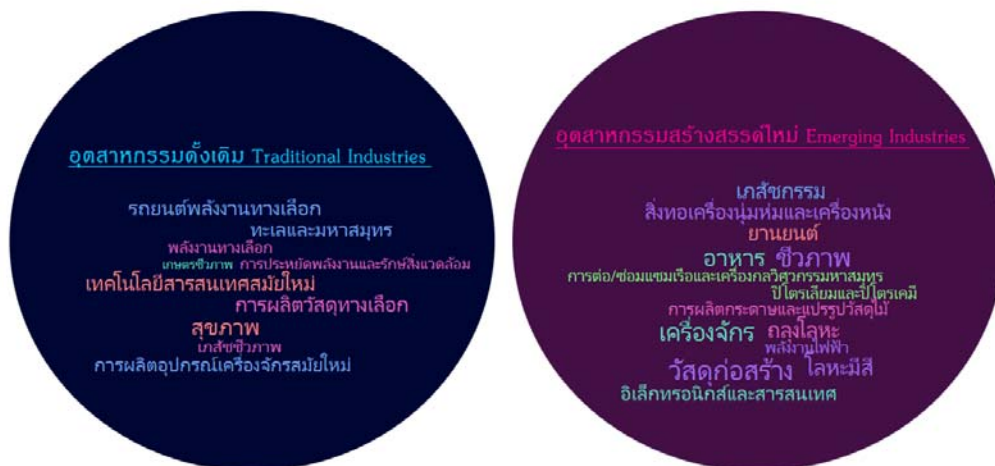 อุตสาหกรรมดั้งเดิม Traditional Industries
รถยนต์พลังงานทางเลือก
ทะเลและมหาสมุทร
พลังงานทางเลือก
เกษตรชีวภาพ การประหยัดพลังงานและรักษ์สิ่งแวดล้อม
เทคโนโลยีสารสนเทศสมัยใหม่
การผลิตวัสดุทางเลือก
สุขภาพ
เภสัชชีวภาพ
การผลิตอุปกรณ์เครื่องจักรสมัยใหม่
อุตสาหกรรมสร้างสรรค์ใหม่ Emerging Industries
เภสัชกรรม
สิ่งทอเครื่องนุ่มห่มและเครื่องหนัง
ยานยนต์
อาหาร ชีวภาพ
การต่อ/ซ่อมแซมเรือและเครื่องกลวิศวกรรมมหาสมุทร
ปิโตรเลียมและปิโตรเคมี
การผลิตกระดาษและแปรรูปวัสดุไม้
เครื่องจักร ถลุงโลหะ
พลังงานไฟฟ้า
วัสดุก่อสร้าง โลหะมีสี
อิเล็กทรอนิกส์และสารสนเทศ